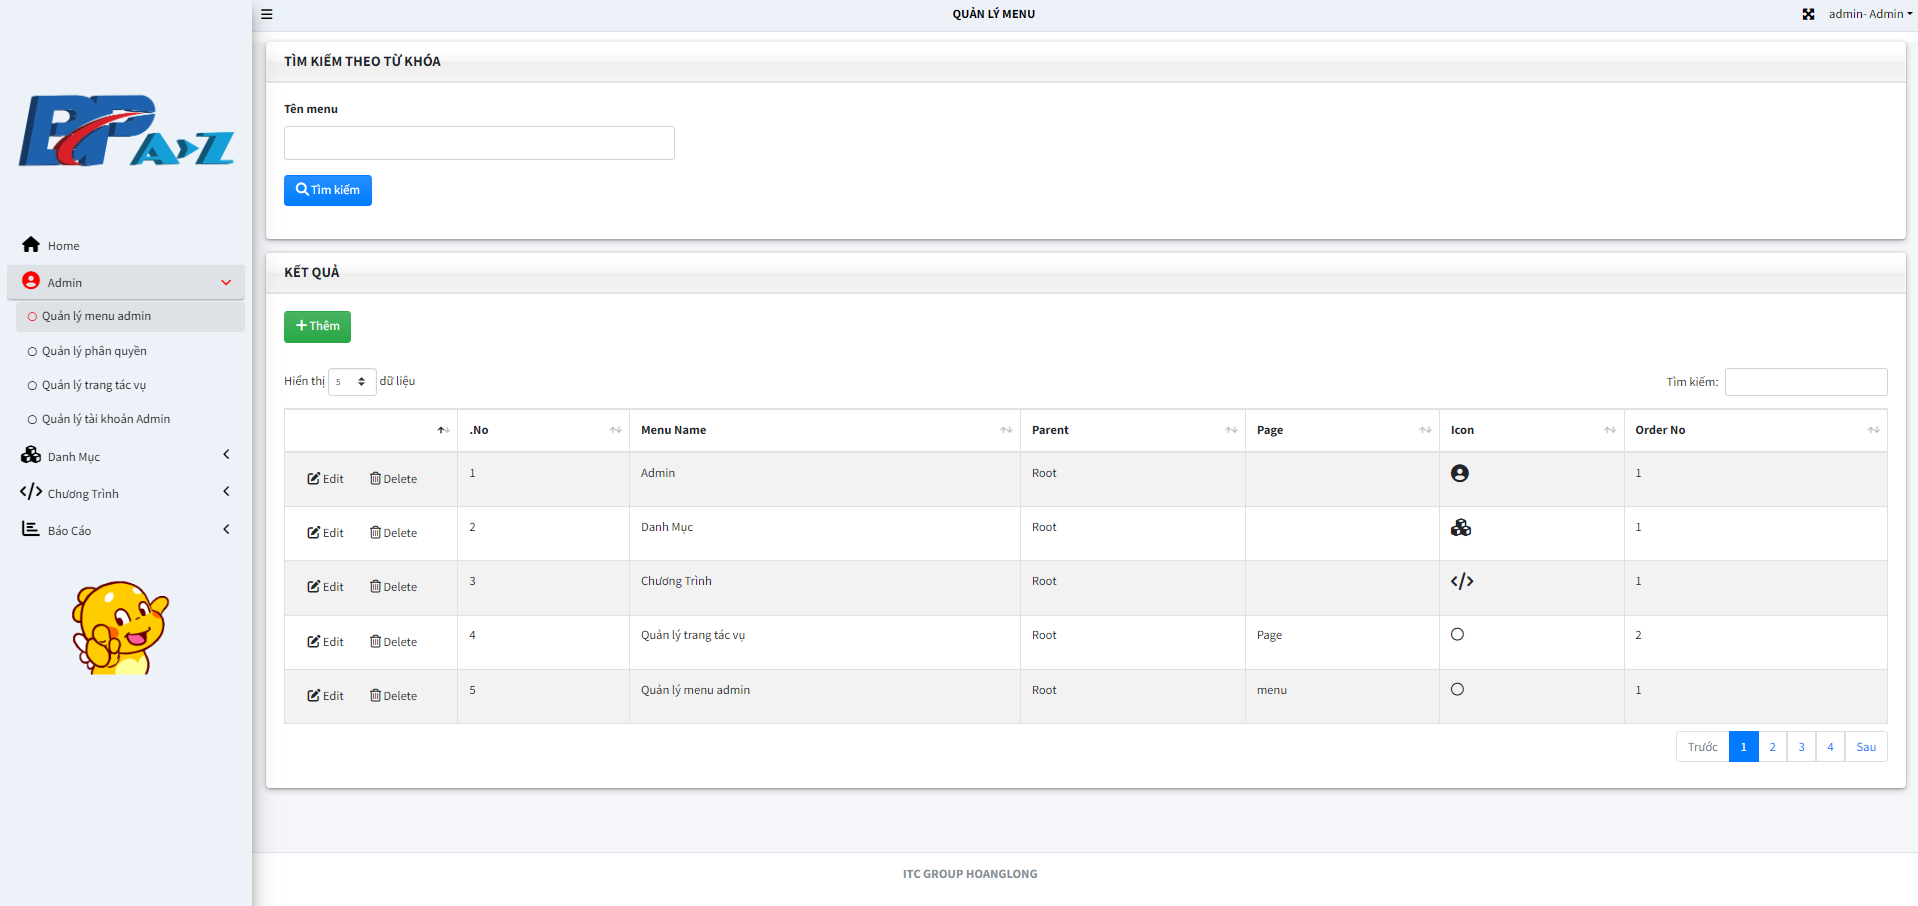 QUẢN LÝ MENU
admin- Admin
BCP A>Z
Home
Admin
Quản lý menu admin
Quản lý phân quyền
Quản lý trang tác vụ
Quản lý tài khoản Admin
Danh Mục
Chương Trình
Báo Cáo
TÌM KIẾM THEO TỪ KHÓA
Tên menu
Tìm kiếm
KẾT QUẢ
Thêm
Hiển thị 5 dữ liệu
Tìm kiếm:
.No Menu Name Parent Page Icon Order No
Edit Delete 1 Admin Root 1
Edit Delete 2 Danh Mục Root 1
Edit Delete 3 Chương Trình Root 1
Edit Delete 4 Quản lý trang tác vụ Root Page 2
Edit Delete 5 Quản lý menu admin Root menu 1
Trước 1 2 3 4 Sau
ITC GROUP HOANGLONG